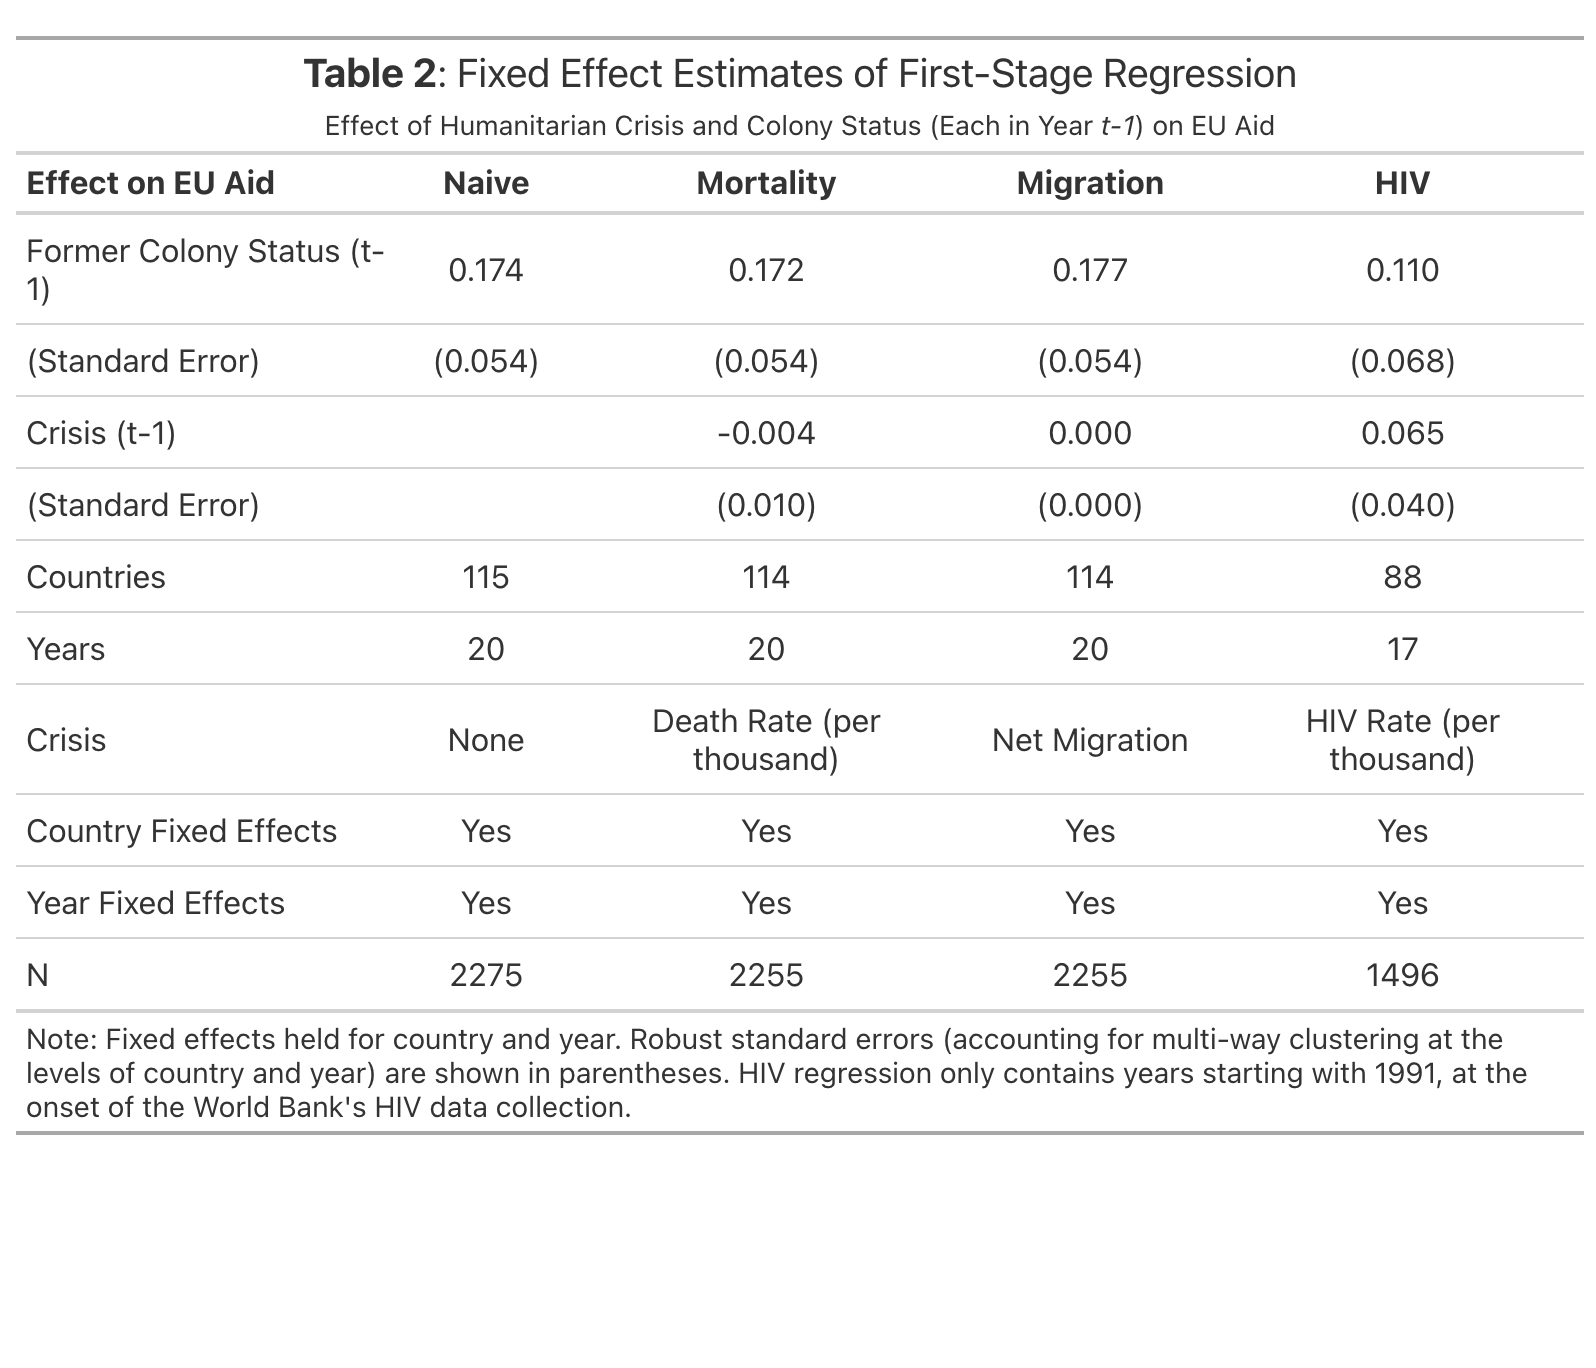 Table 2: Fixed Effect Estimates of First-Stage Regression
Effect of Humanitarian Crisis and Colony Status (Each in Year t-1) on EU Aid
Effect on EU Aid Naive Mortality Migration HIV
Former Colony Status (t-
1) 0.174 0.172 0.177 0.110
(Standard Error) (0.054) (0.054) (0.054) (0.068)
Crisis (t-1) -0.004 0.000 0.065
(Standard Error) (0.010) (0.000) (0.040)
Countries 115 114 114 88
Years 20 20 20 17
Crisis None Death Rate (per Net Migration HIV Rate (per
thousand) thousand)
Country Fixed Effects Yes Yes Yes Yes
Year Fixed Effects Yes Yes Yes Yes
N 2275 2255 2255 1496
Note: Fixed effects held for country and year. Robust standard errors (accounting for multi-way clustering at the
levels of country and year) are shown in parentheses. HIV regression only contains years starting with 1991, at the
onset of the World Bank's HIV data collection.